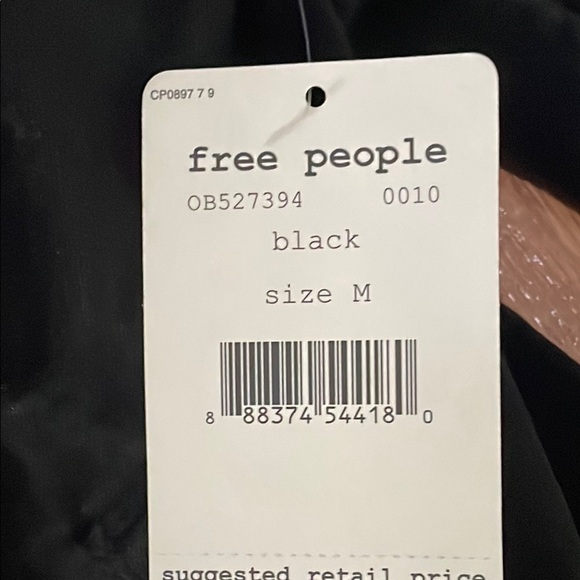 CP0897 7 9
free people
OB527394 0010
black
size M
8 88374 54418 0
suggested retail price